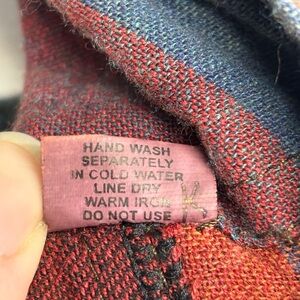 HAND WASH
SEPARATELY
IN COLD WATER
LINE DRY
WARM IRON
DO NOT USE